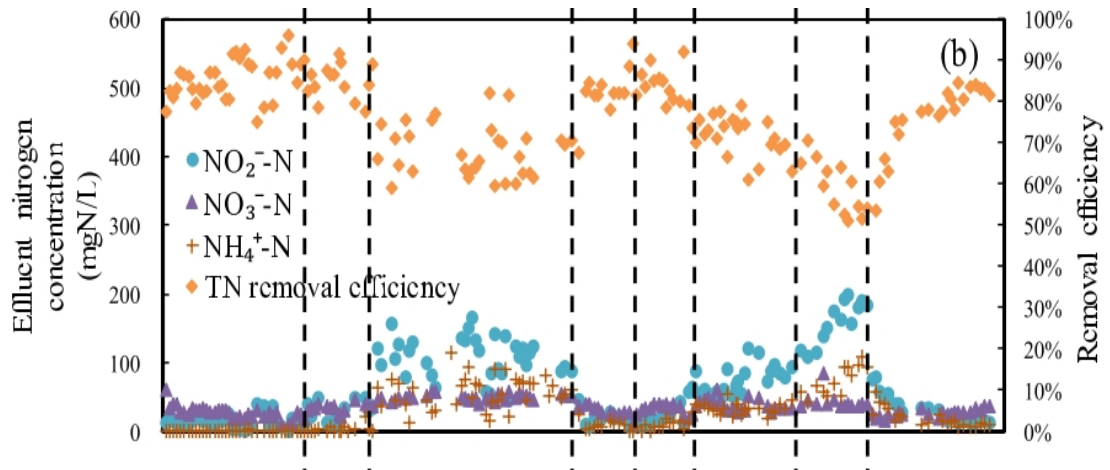 600
500
400
300
200
100
0
Effluent nitrogen
concentration
(mgN/L)
(b)
NO₂⁻-N
NO₃⁻-N
NH₄⁺-N
TN removal efficiency
100%
90%
80%
70%
60%
50%
40%
30%
20%
10%
0%
Removal efficiency